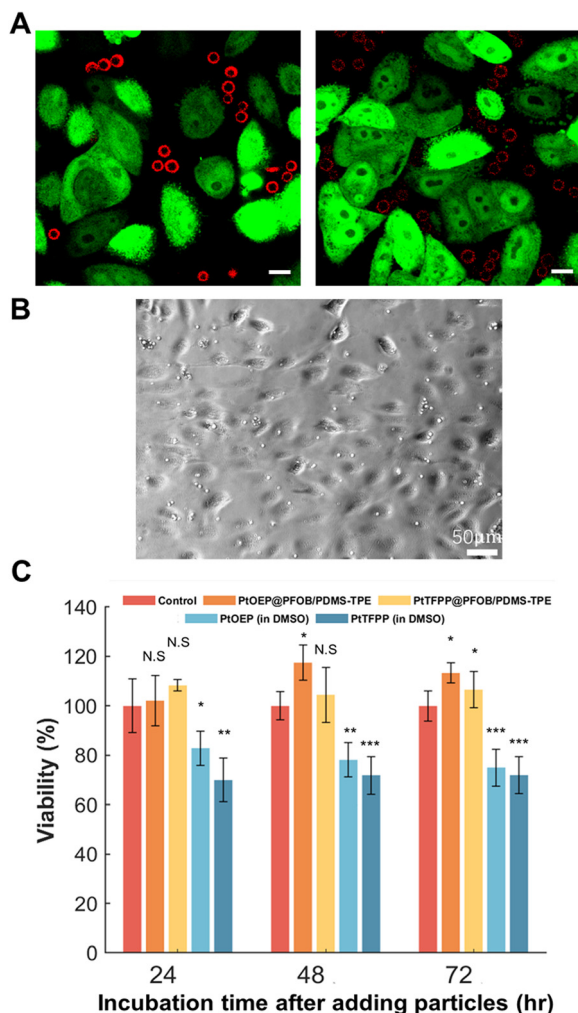 A
B
50μm
C
Control PtOEP@PFOB/PDMS-TPE PtTFPP@PFOB/PDMS-TPE
PtOEP (in DMSO) PtTFPP (in DMSO)
140
120
100
80
60
40
20
0
Viability (%)
N.S N.S * **
* N.S ** ***
* * *** ***
24 48 72
Incubation time after adding particles (hr)